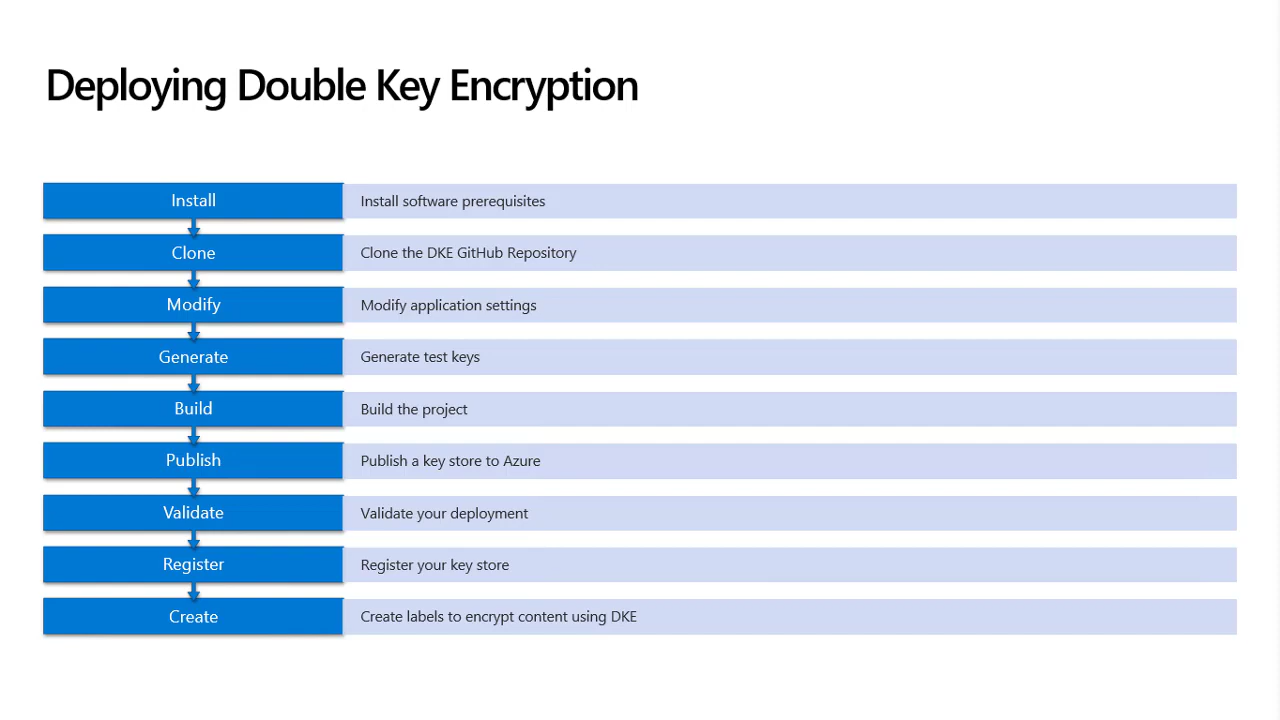 Deploying Double Key Encryption
Install
Install software prerequisites
Clone
Clone the DKE GitHub Repository
Modify
Modify application settings
Generate
Generate test keys
Build
Build the project
Publish
Publish a key store to Azure
Validate
Validate your deployment
Register
Register your key store
Create
Create labels to encrypt content using DKE